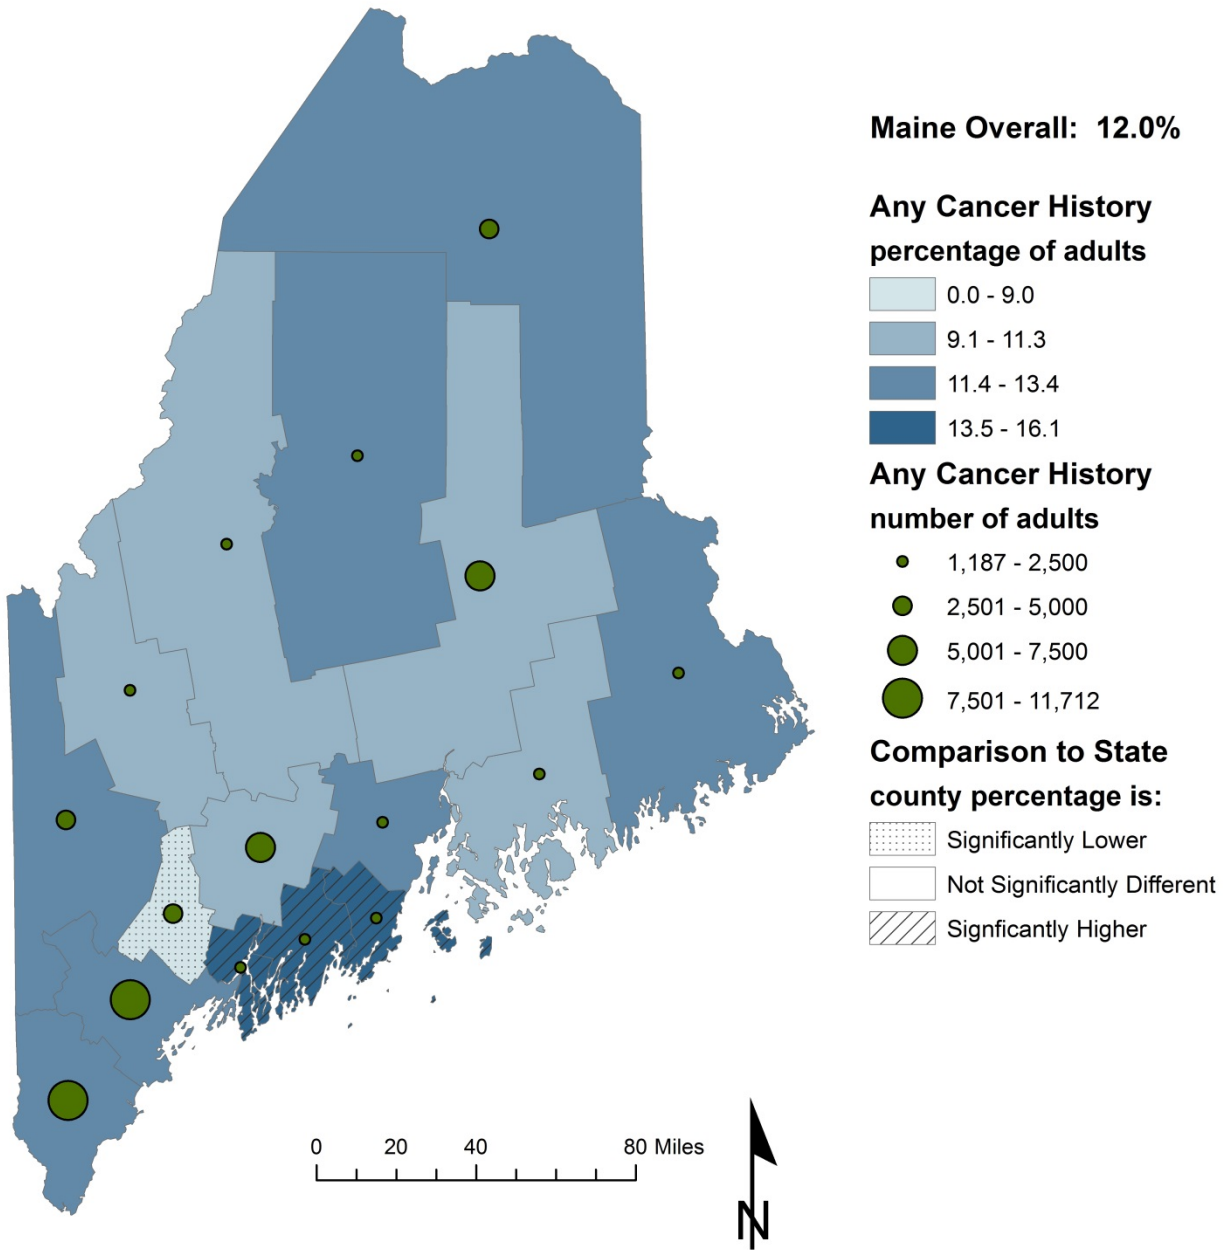 Maine Overall: 12.0%
Any Cancer History
percentage of adults
0.0 - 9.0
9.1 - 11.3
11.4 - 13.4
13.5 - 16.1
Any Cancer History
number of adults
1,187 - 2,500
2,501 - 5,000
5,001 - 7,500
7,501 - 11,712
Comparison to State
county percentage is:
Significantly Lower
Not Significantly Different
Signficantly Higher
0 20 40 80 Miles
N